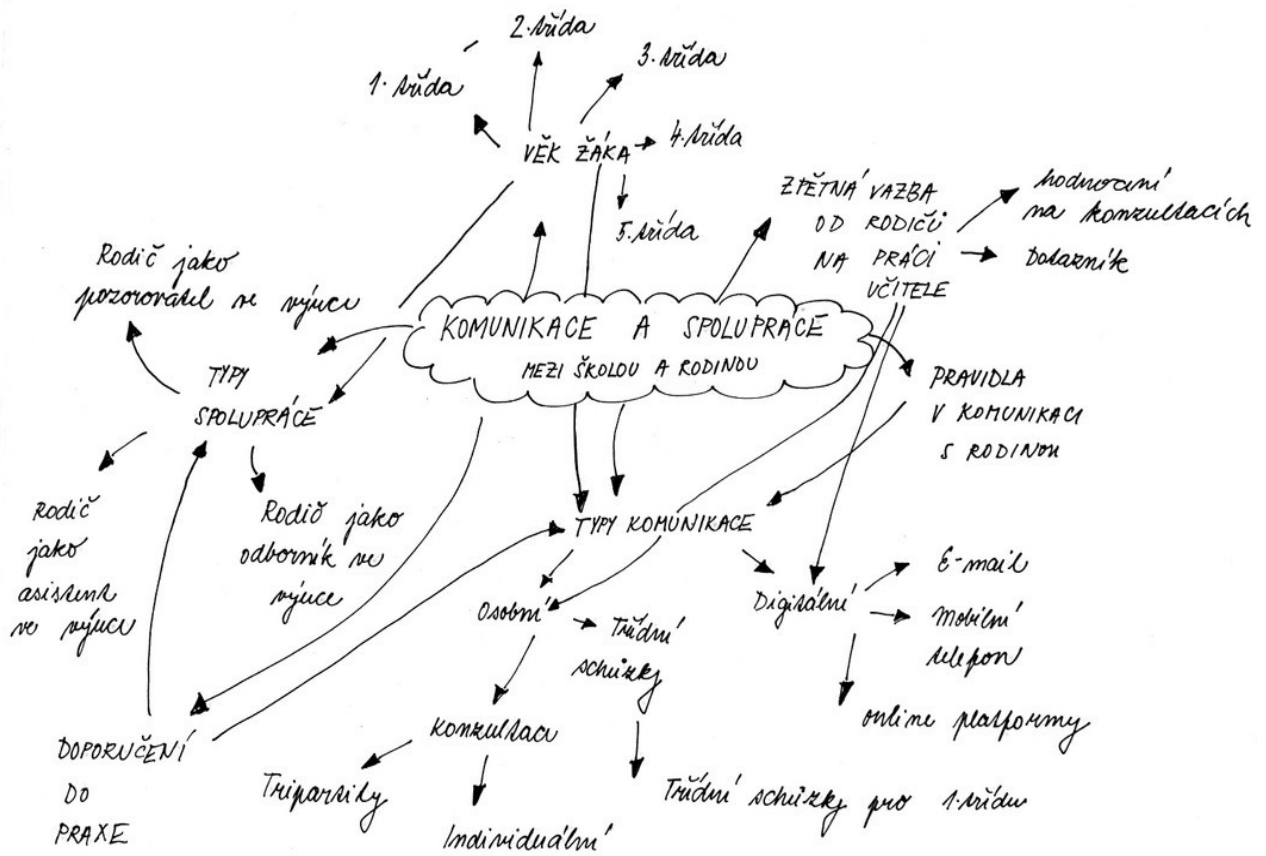 2. třída
1. třída
3. třída
VĚK ŽÁKA
4. třída
5. třída
ZPĚTNÁ VAZBA
OD RODIČŮ
NA PRÁCI
UČITELE
hodnocení
na konzultacích
Dotazník
Rodič jako
pozorovatel ve výuce
KOMUNIKACE A SPOLUPRÁCE
MEZI ŠKOLOU A RODINOU
TYPY
SPOLUPRÁCE
PRAVIDLA
V KOMUNIKACI
S RODINOU
Rodič
jako
asistent
ve výuce
Rodič jako
odborník ve
výuce
TYPY KOMUNIKACE
Osobní
Třídní
schůzky
Digitální
E-mail
Mobilní
telefon
online platformy
Konzultace
Tripartity
Individuální
Třídní schůzky pro 1. třídu
DOPORUČENÍ
DO
PRAXE